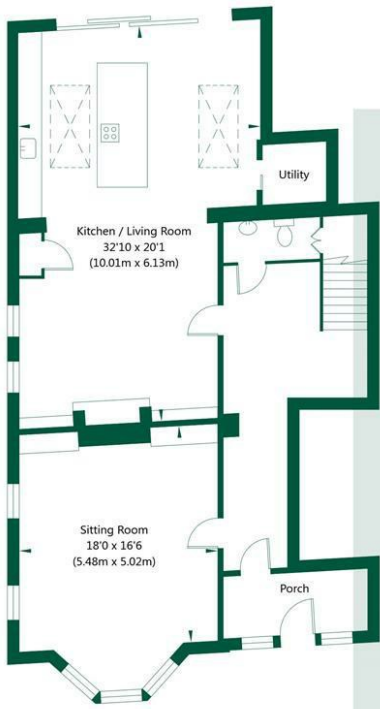 Utility
Kitchen / Living Room
32'10 x 20'1
(10.01m x 6.13m)
Sitting Room
18'0 x 16'6
(5.48m x 5.02m)
Porch